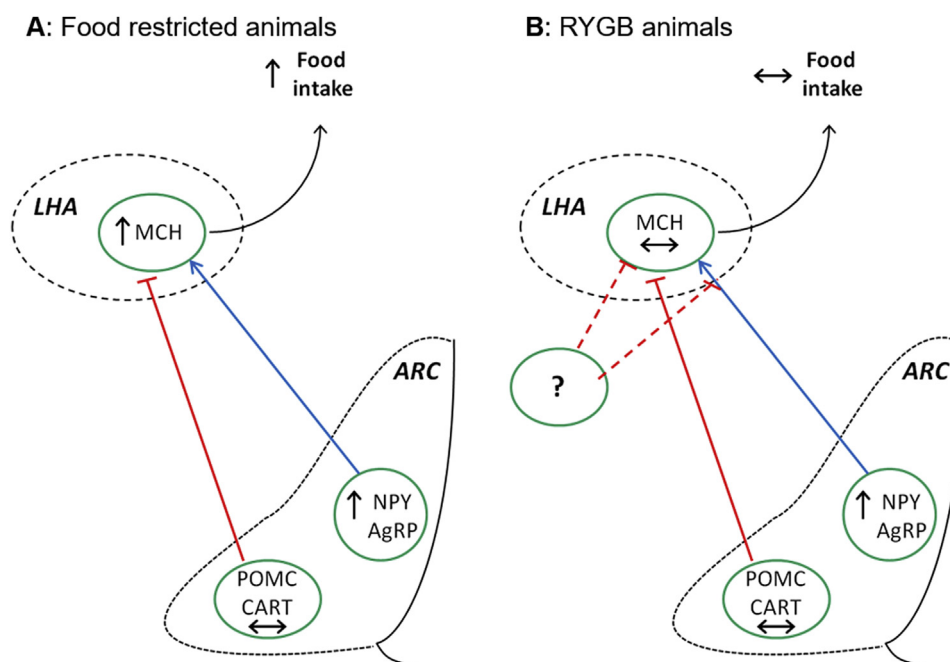 A: Food restricted animals
Food
intake
LHA
MCH
ARC
NPY
AgRP
POMC
CART
B: RYGB animals
Food
intake
LHA
MCH
?
ARC
NPY
AgRP
POMC
CART